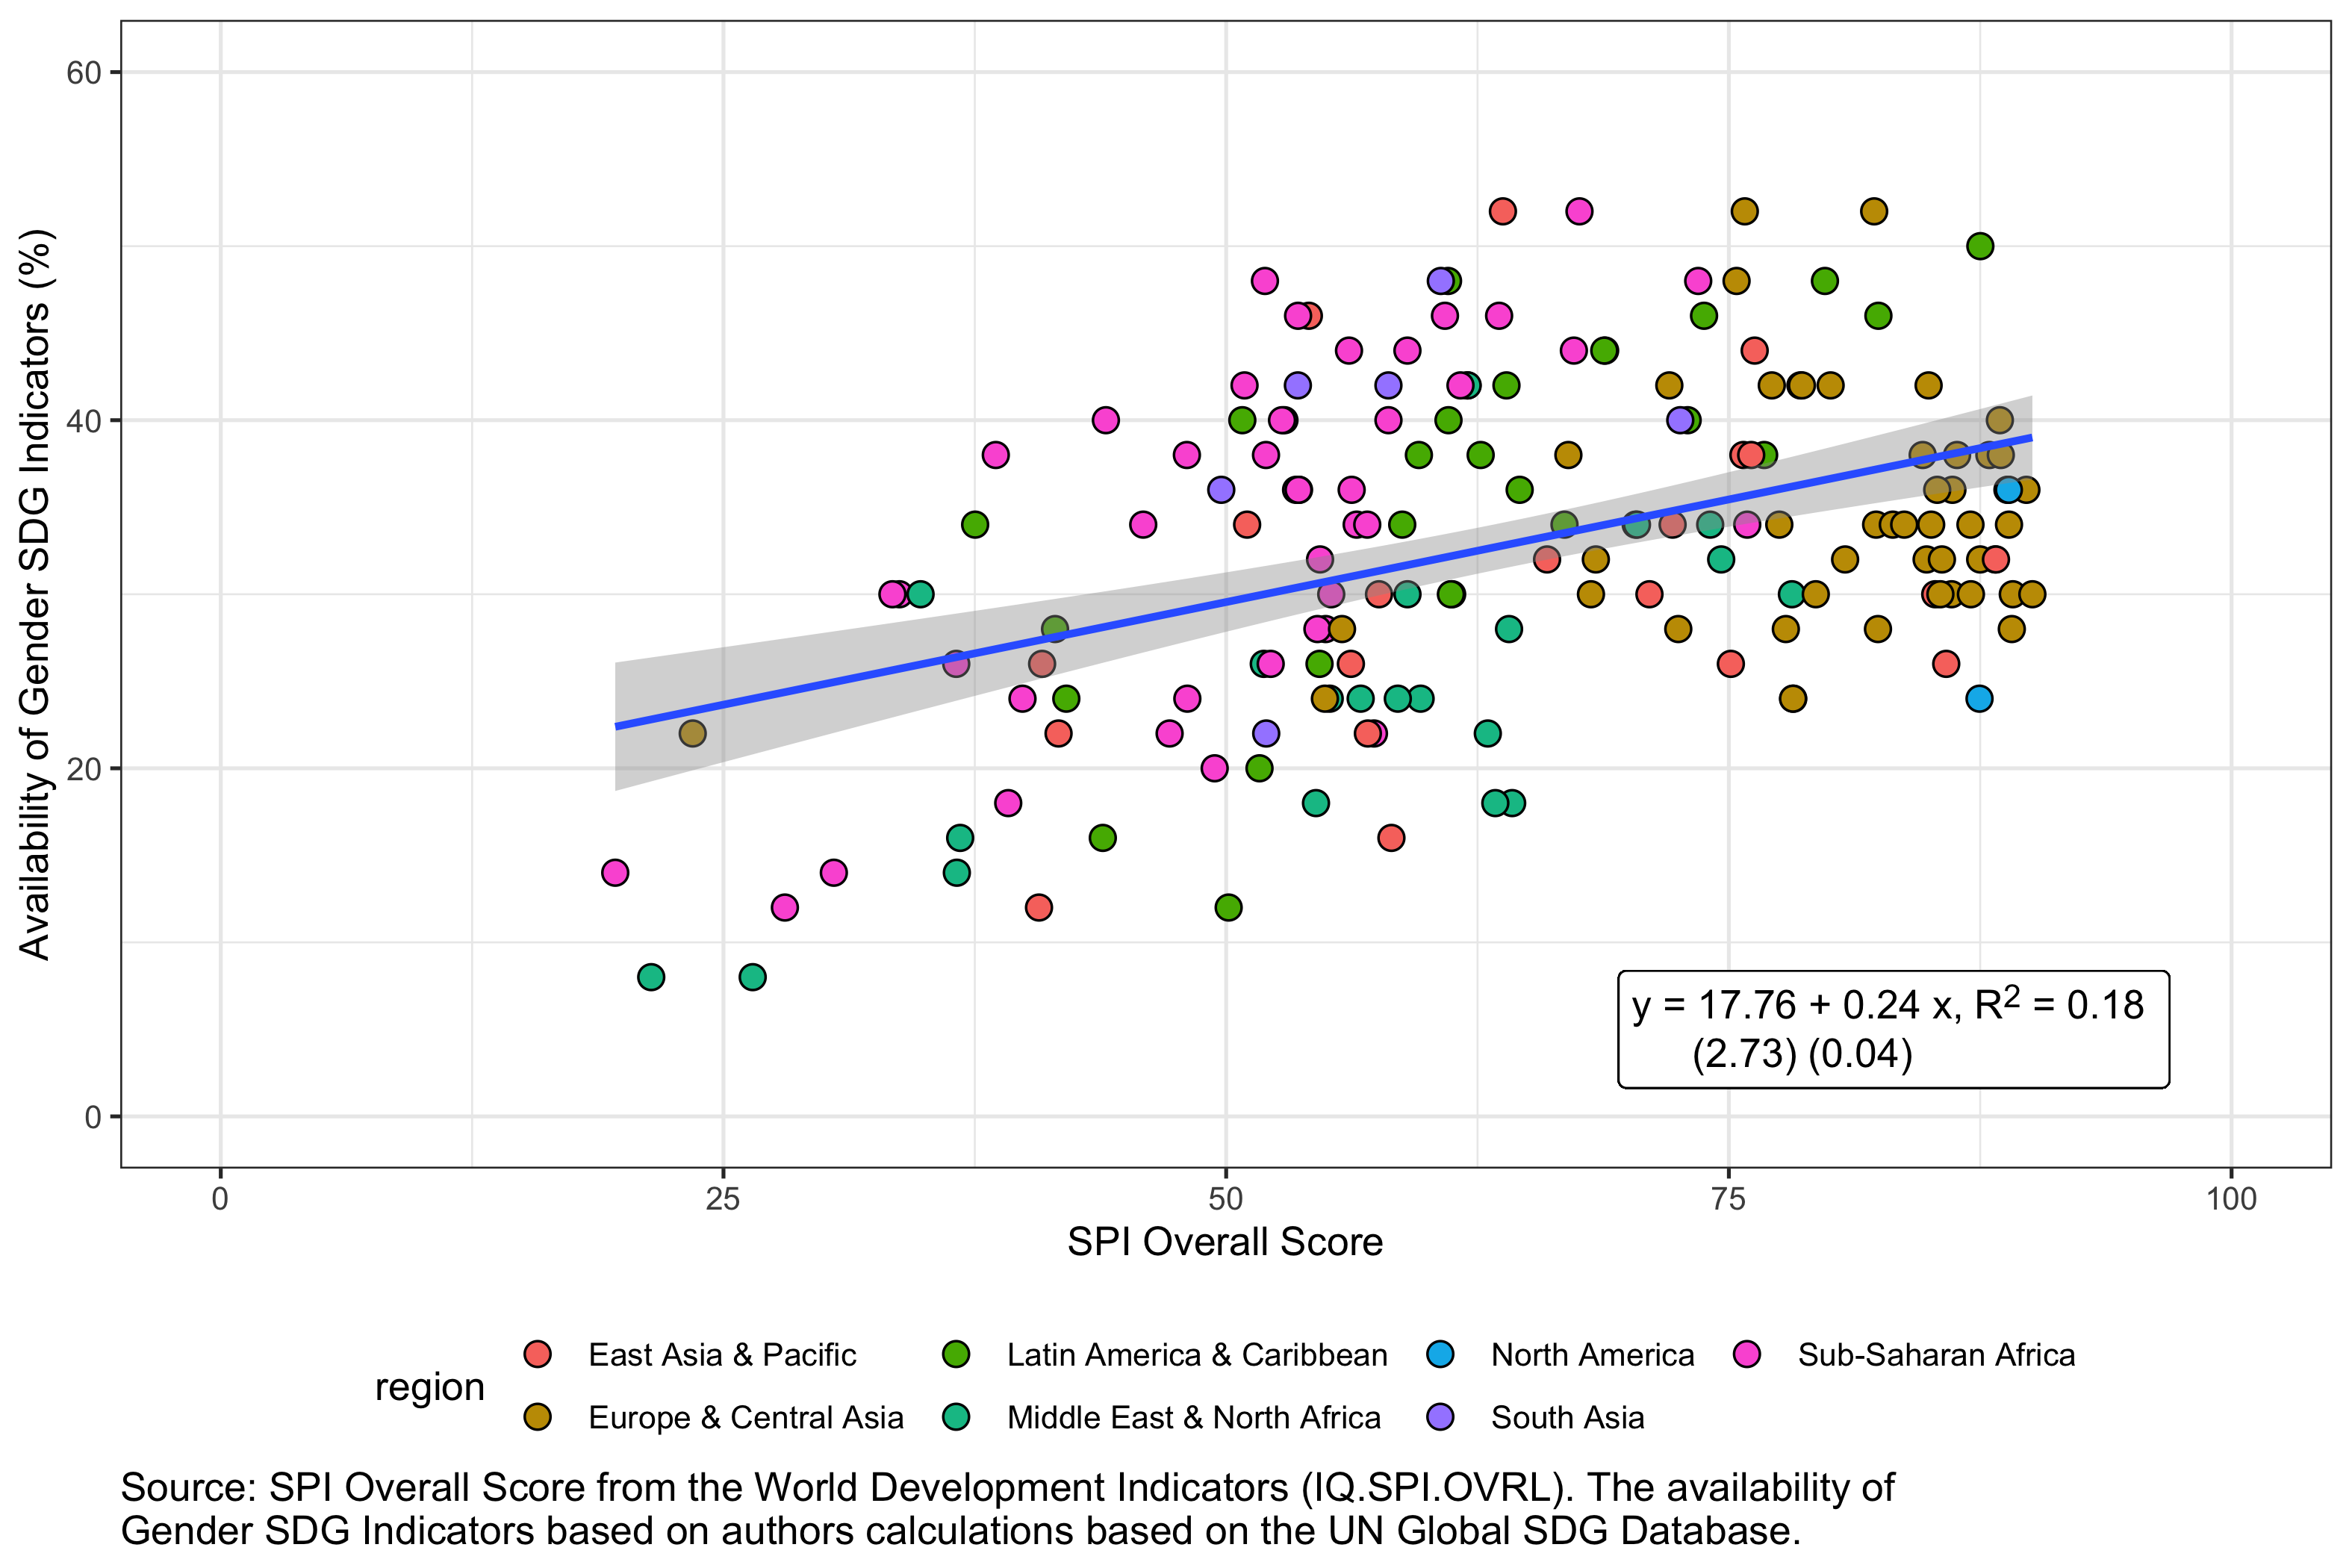 60
40
20
0
Availability of Gender SDG Indicators (%)
y = 17.76 + 0.24 x, R² = 0.18
(2.73) (0.04)
0 25 50 75 100
SPI Overall Score
region
East Asia & Pacific
Europe & Central Asia
Latin America & Caribbean
Middle East & North Africa
North America
South Asia
Sub-Saharan Africa
Source: SPI Overall Score from the World Development Indicators (IQ.SPI.OVRL). The availability of
Gender SDG Indicators based on authors calculations based on the UN Global SDG Database.